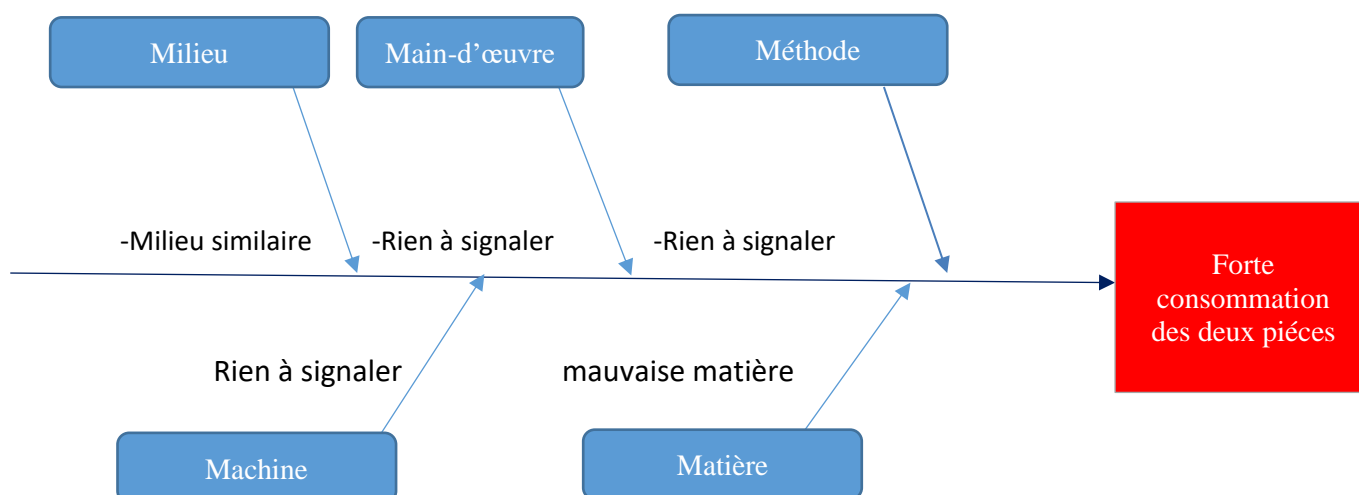 Milieu
Main-d’œuvre
Méthode
-Milieu similaire
-Rien à signaler
-Rien à signaler
Forte
consommation
des deux piéces
Rien à signaler
mauvaise matière
Machine
Matière